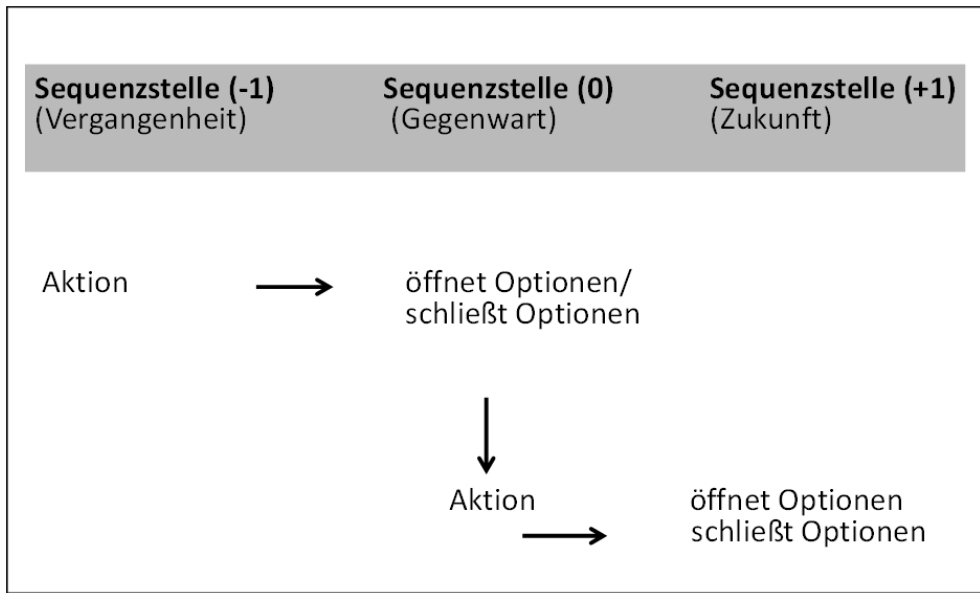 Sequenzstelle (-1) Sequenzstelle (0) Sequenzstelle (+1)
(Vergangenheit) (Gegenwart) (Zukunft)
Aktion öffnet Optionen/
schließt Optionen
Aktion öffnet Optionen
schließt Optionen